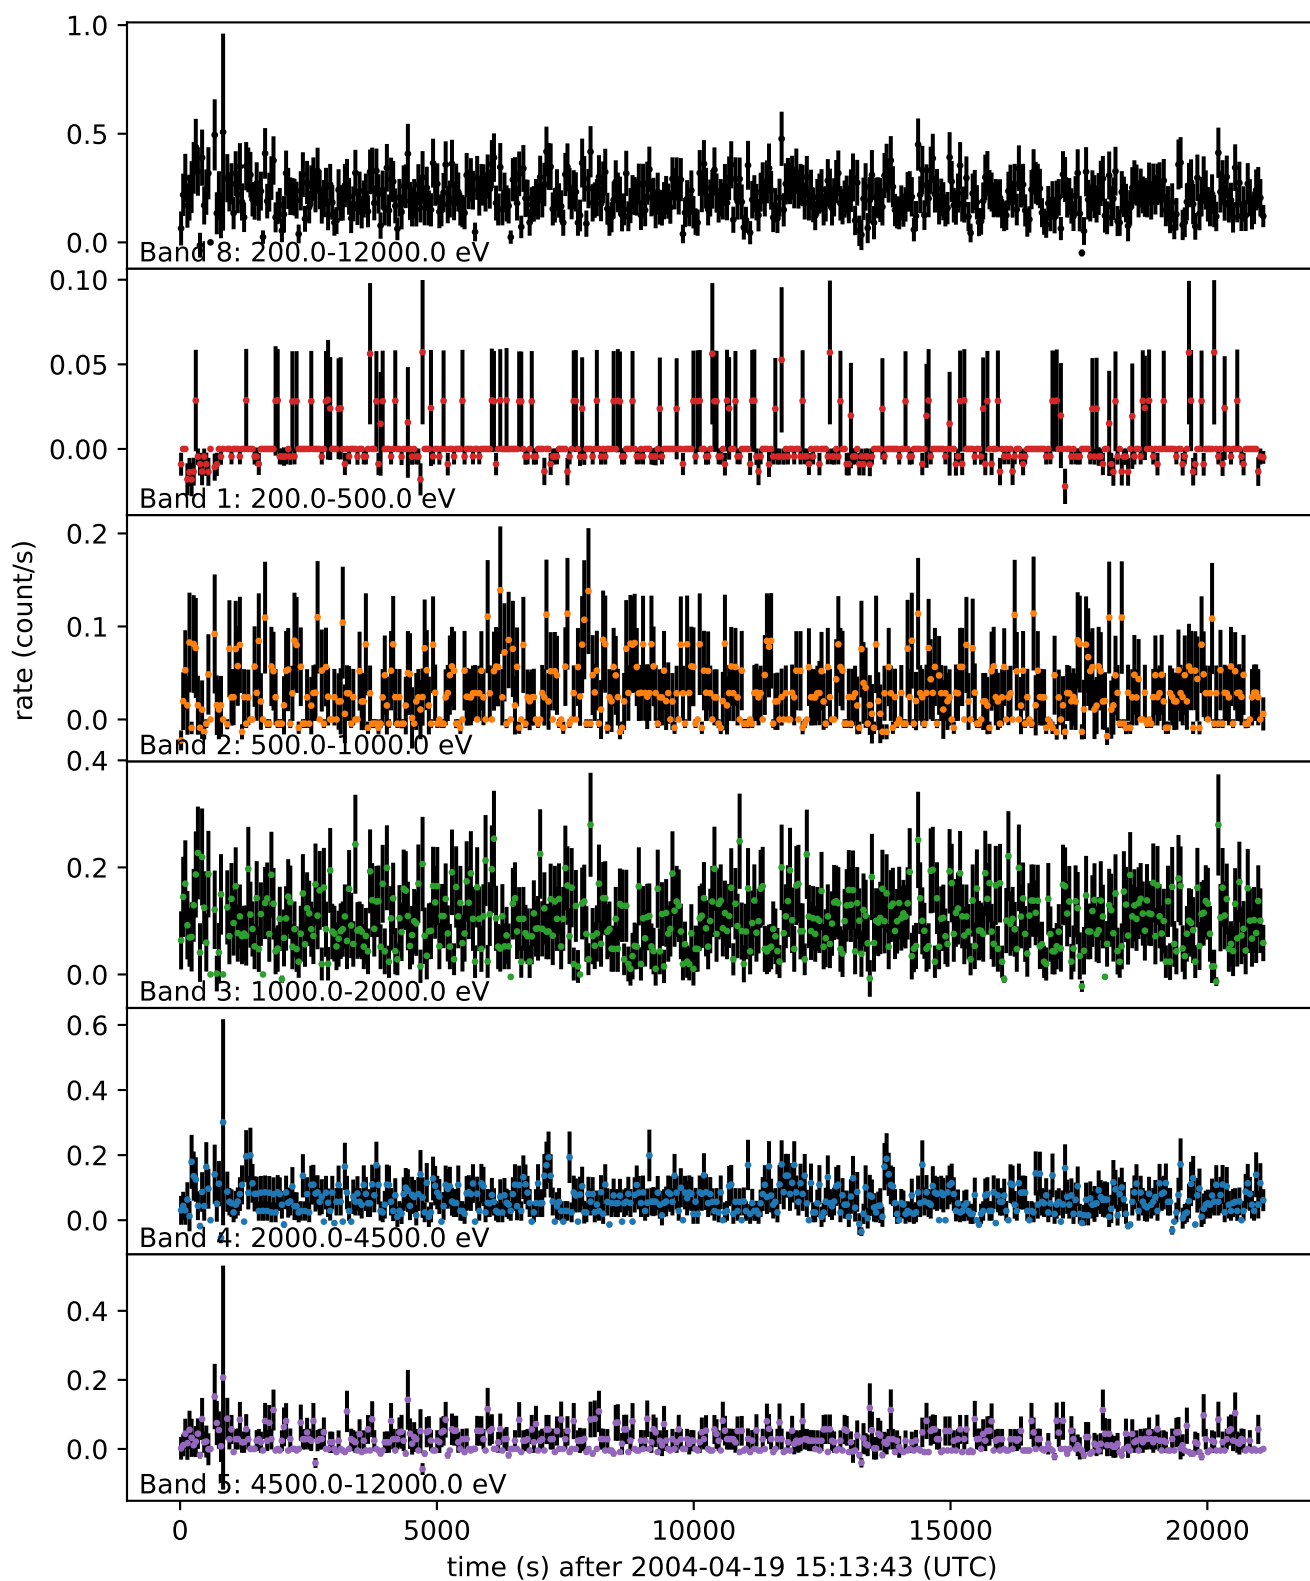 1.0
0.5
0.0
Band 8: 200.0-12000.0 eV
0.10
0.05
0.00
Band 1: 200.0-500.0 eV
rate (count/s)
0.2
0.1
0.0
Band 2: 500.0-1000.0 eV
0.4
0.2
0.0
Band 3: 1000.0-2000.0 eV
0.6
0.4
0.2
0.0
Band 4: 2000.0-4500.0 eV
0.4
0.2
0.0
Band 5: 4500.0-12000.0 eV
0 5000 10000 15000 20000
time (s) after 2004-04-19 15:13:43 (UTC)